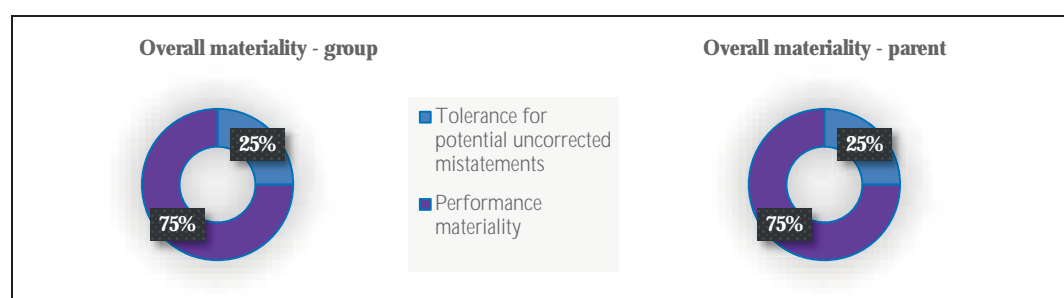 Overall materiality - group
25%
75%
Tolerance for
potential uncorrected
mistatements
Performance
materiality
Overall materiality - parent
25%
75%